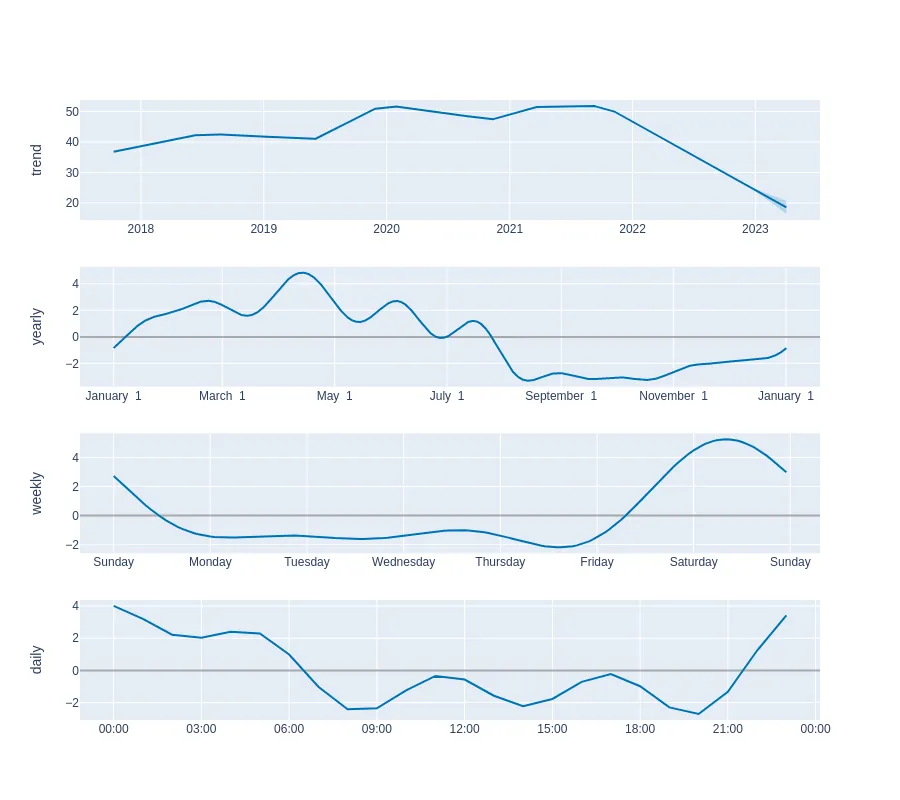 trend
50
40
30
20
2018 2019 2020 2021 2022 2023
yearly
4
2
0
−2
January 1 March 1 May 1 July 1 September 1 November 1 January 1
weekly
4
2
0
−2
Sunday Monday Tuesday Wednesday Thursday Friday Saturday Sunday
daily
4
2
0
−2
00:00 03:00 06:00 09:00 12:00 15:00 18:00 21:00 00:00